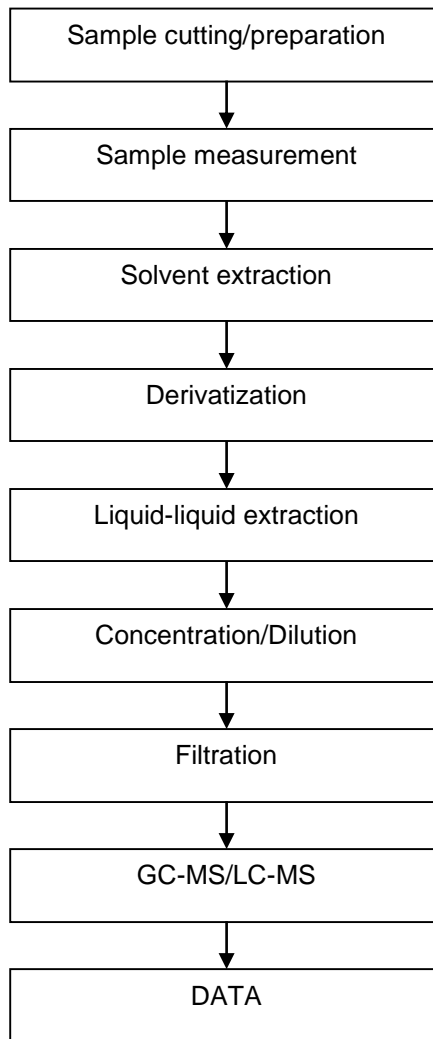 Sample cutting/preparation
Sample measurement
Solvent extraction
Derivatization
Liquid-liquid extraction
Concentration/Dilution
Filtration
GC-MS/LC-MS
DATA